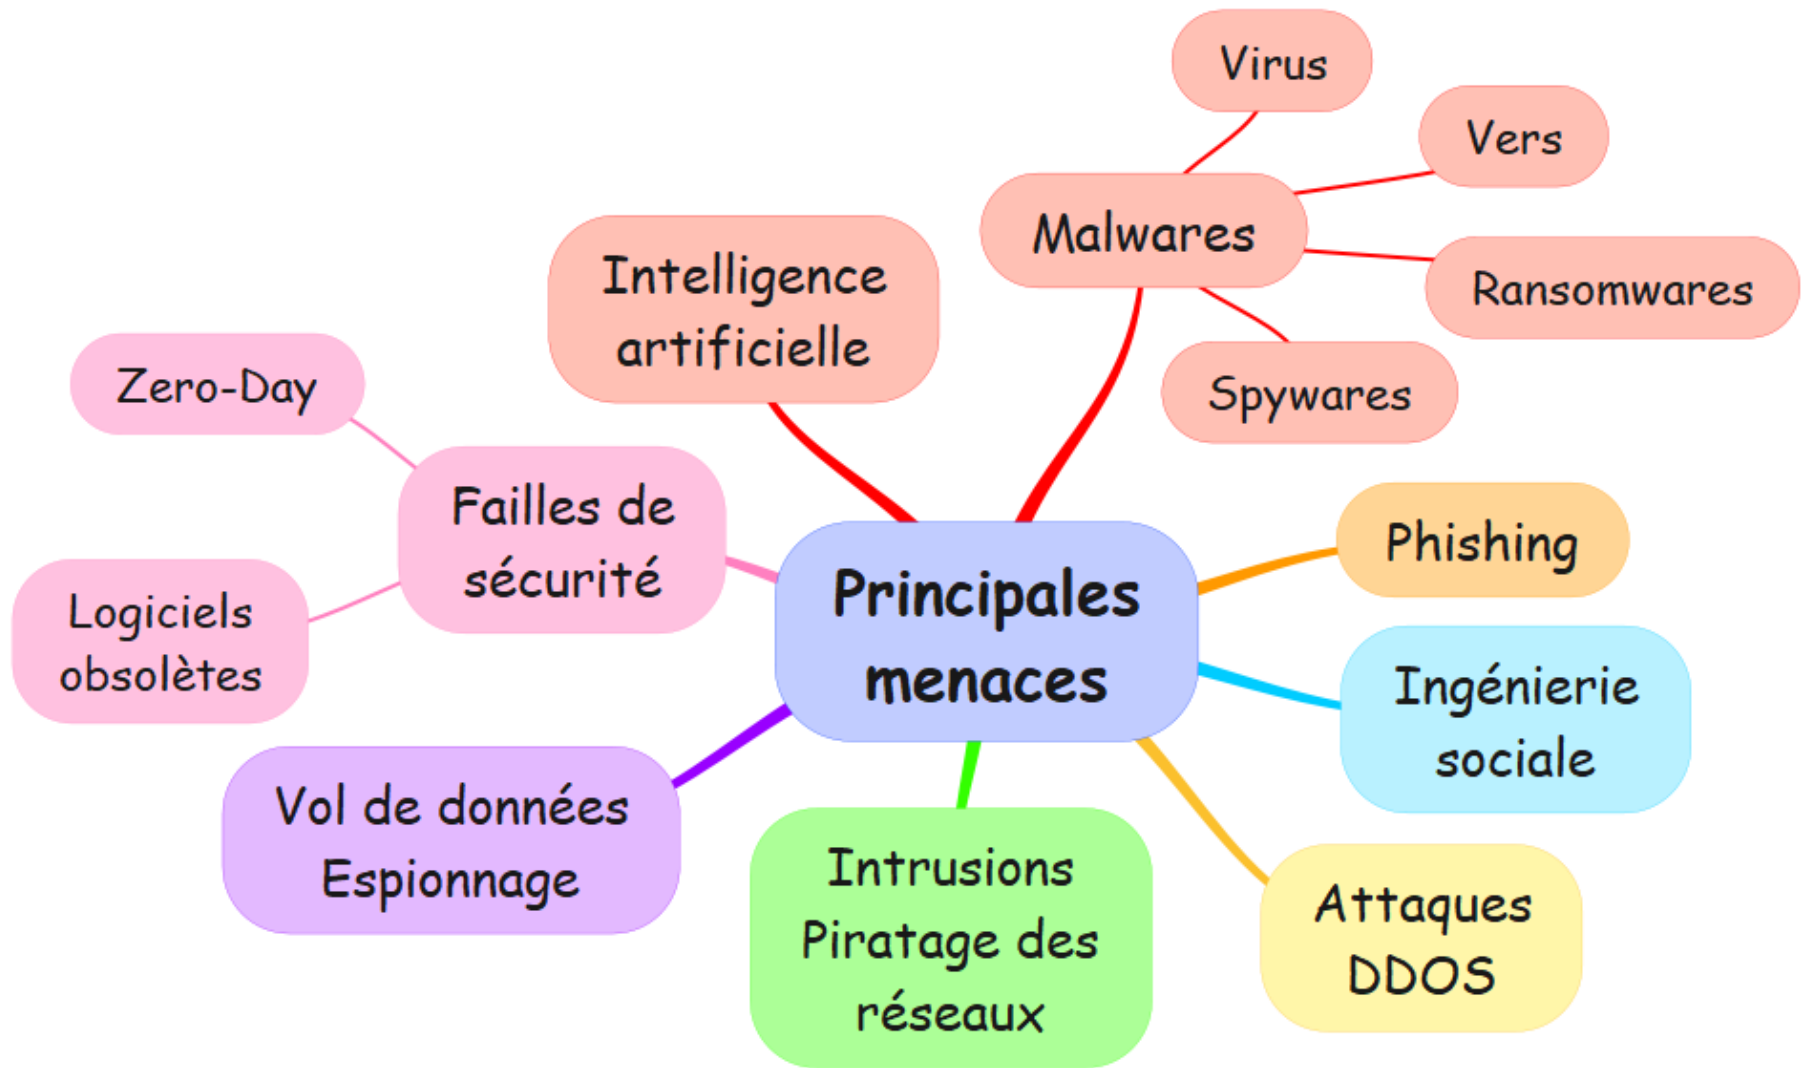 Virus
Vers
Malwares
Ransomwares
Spywares
Intelligence
artificielle
Zero-Day
Failles de
sécurité
Logiciels
obsolètes
Principales
menaces
Phishing
Ingénierie
sociale
Vol de données
Espionnage
Intrusions
Piratage des
réseaux
Attaques
DDOS